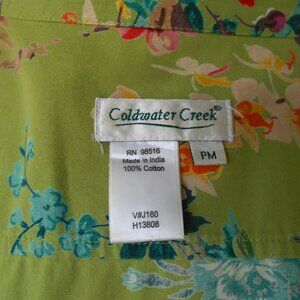 Coldwater Creek®
RN 98516
Made in India
100% Cotton
PM
V#J160
H13808